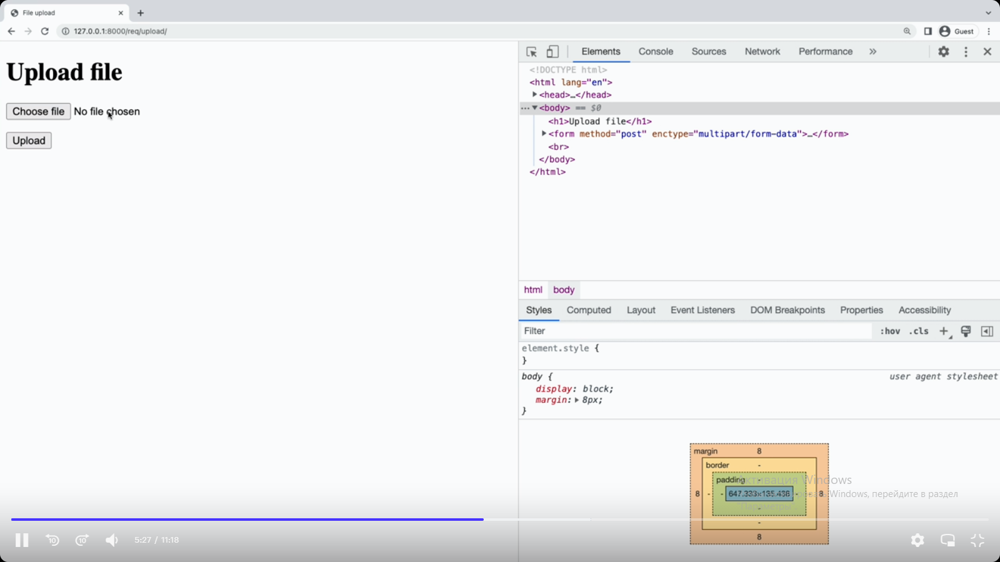 File upload
127.0.0.1:8000/req/upload/
Guest
Upload file
Choose file No file chosen
Upload
Elements Console Sources Network Performance »
<!DOCTYPE html>
<html lang="en">
<head>…</head>
<body> == $0
<h1>Upload file</h1>
<form method="post" enctype="multipart/form-data">…</form>
<br>
</body>
</html>
html body
Styles Computed Layout Event Listeners DOM Breakpoints Properties Accessibility
Filter
:hov .cls
element.style {
}
body {
user agent stylesheet
display: block;
margin: 8px;
}
margin 8
border -
padding -
8 - - 647.333×135.438 8
-
-
8
Активация Windows
Windows, перейдите в раздел
"Параметры".
10 10 5:27 / 11:18